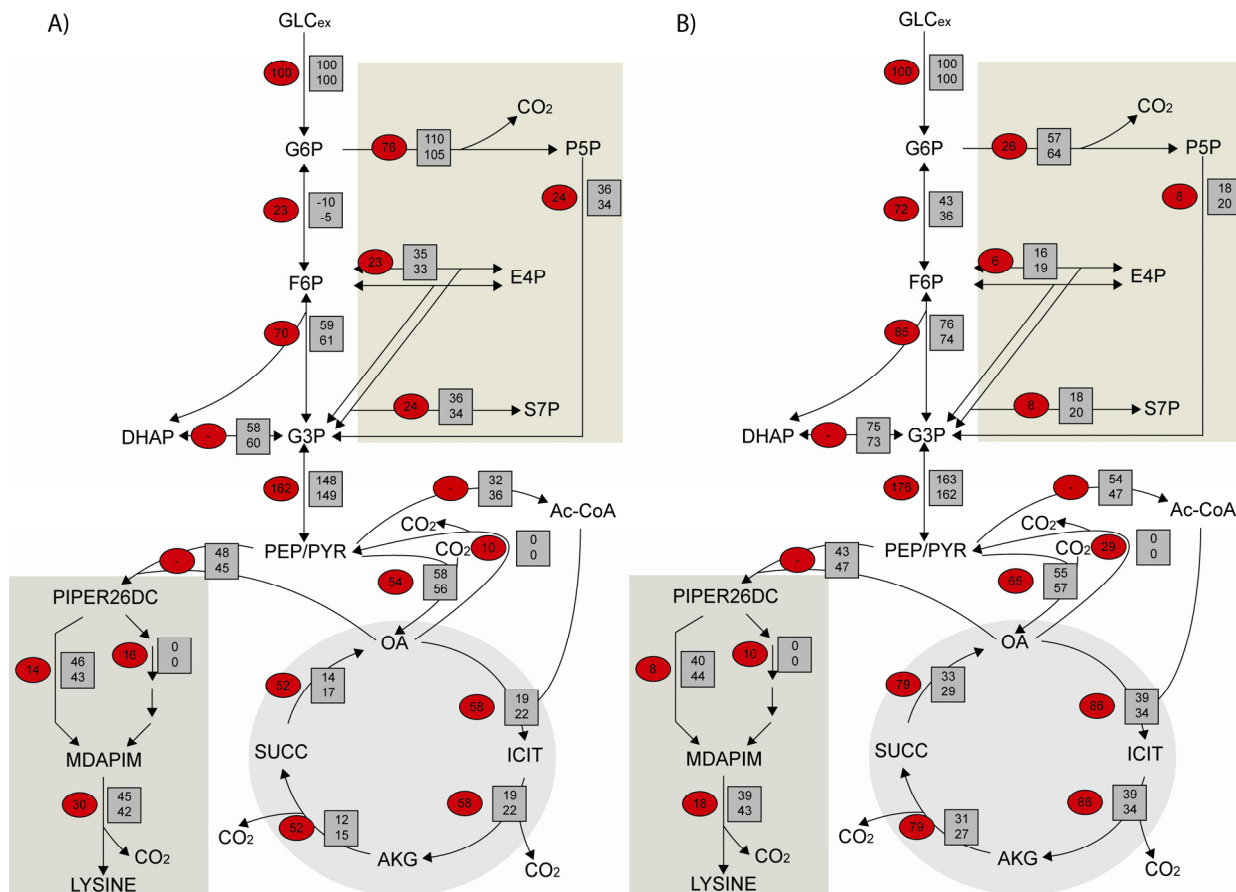 A)
GLCex
100
100
100
CO2
G6P
76
110
105
P5P
24
36
34
23
-10
-5
23
35
33
F6P
E4P
70
59
61
24
36
34
S7P
DHAP
-
58
60
G3P
162
148
149
-
32
36
Ac-CoA
CO2
PEP/PYR
CO2
10
0
0
-
48
45
54
58
56
PIPER26DC
OA
14
46
43
16
0
0
52
14
17
58
19
22
MDAPIM
SUCC
ICIT
30
45
42
58
19
22
52
12
15
CO2
CO2
AKG
CO2
LYSINE
B)
GLCex
100
100
100
CO2
G6P
26
57
64
P5P
8
18
20
72
43
36
6
16
19
F6P
E4P
85
76
74
8
18
20
S7P
DHAP
-
75
73
G3P
176
163
162
-
54
47
Ac-CoA
CO2
PEP/PYR
CO2
29
0
0
-
43
47
65
55
57
PIPER26DC
OA
8
40
44
10
0
0
79
33
29
86
39
34
MDAPIM
SUCC
ICIT
18
39
43
86
39
34
79
31
27
CO2
CO2
AKG
CO2
LYSINE